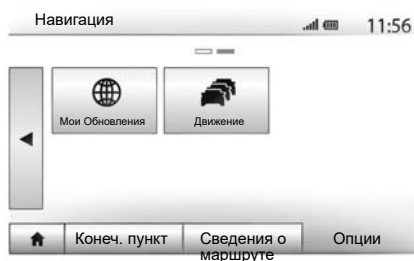 Навигация
11:56
Мои Обновления
Движение
Конеч. пункт
Сведения о
маршруте
Опции